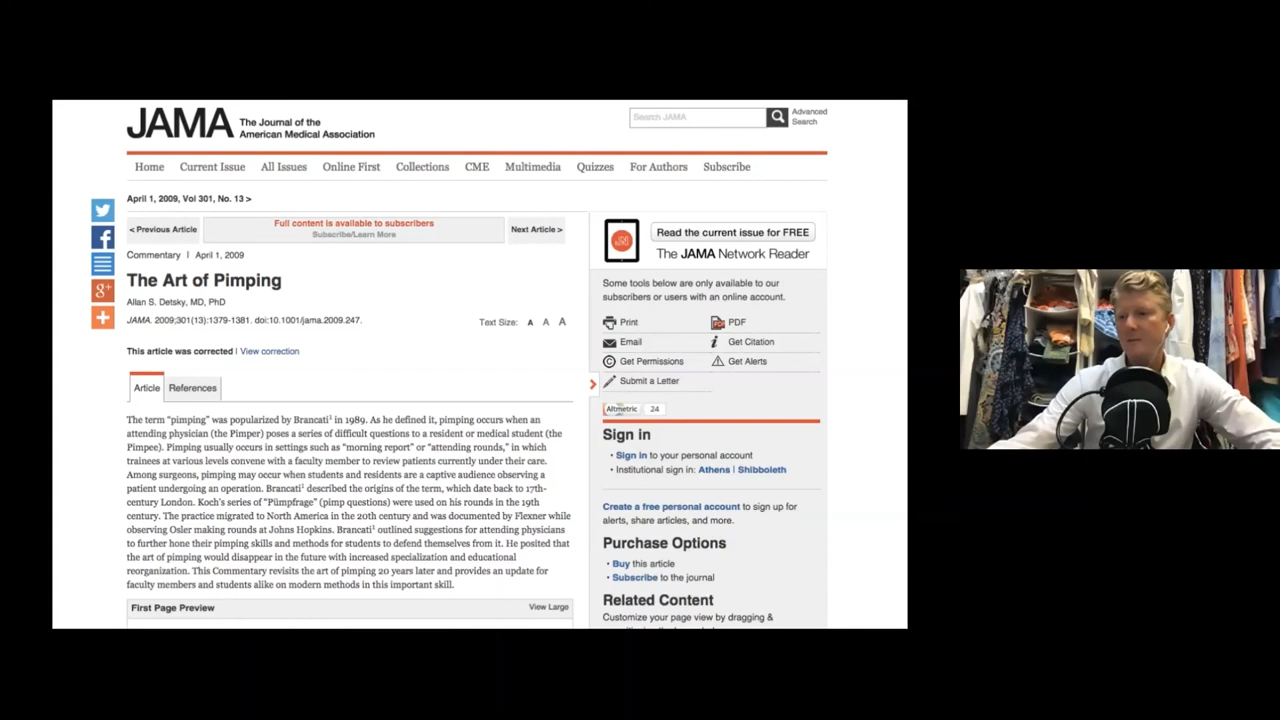 JAMA The Journal of the
American Medical Association
Search JAMA
Advanced
Search
Home Current Issue All Issues Online First Collections CME Multimedia Quizzes For Authors Subscribe
April 1, 2009, Vol 301, No. 13 >
< Previous Article
Full content is available to subscribers
Subscribe/Learn More
Next Article >
Commentary | April 1, 2009
The Art of Pimping
Allan S. Detsky, MD, PhD
JAMA. 2009;301(13):1379-1381. doi:10.1001/jama.2009.247.
Text Size: A A A
This article was corrected | View correction
Article References
The term “pimping” was popularized by Brancati¹ in 1989. As he defined it, pimping occurs when an
attending physician (the Pimper) poses a series of difficult questions to a resident or medical student (the
Pimpee). Pimping usually occurs in settings such as “morning report” or “attending rounds,” in which
trainees at various levels convene with a faculty member to review patients currently under their care.
Among surgeons, pimping may occur when students and residents are a captive audience observing a
patient undergoing an operation. Brancati¹ described the origins of the term, which date back to 17th-
century London. Koch’s series of “Pümpfrage” (pimp questions) were used on his rounds in the 19th
century. The practice migrated to North America in the 20th century and was documented by Flexner while
observing Osler making rounds at Johns Hopkins. Brancati¹ outlined suggestions for attending physicians
to further hone their pimping skills and methods for students to defend themselves from it. He posited that
the art of pimping would disappear in the future with increased specialization and educational
reorganization. This Commentary revisits the art of pimping 20 years later and provides an update for
faculty members and students alike on modern methods in this important skill.
First Page Preview View Large
Read the current issue for FREE
The JAMA Network Reader
Some tools below are only available to our
subscribers or users with an online account.
Print PDF
Email Get Citation
Get Permissions Get Alerts
Submit a Letter
Altmetric 24
Sign in
• Sign in to your personal account
• Institutional sign in: Athens | Shibboleth
Create a free personal account to sign up for
alerts, share articles, and more.
Purchase Options
• Buy this article
• Subscribe to the journal
Related Content
Customize your page view by dragging &